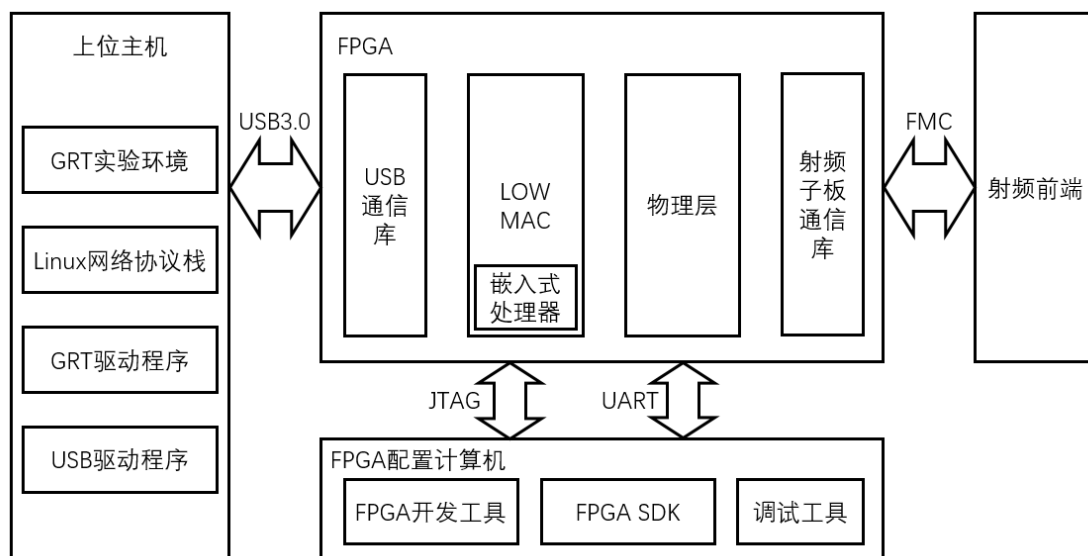 上位主机
GRT实验环境
Linux网络协议栈
GRT驱动程序
USB驱动程序
USB3.0
FPGA
USB
通信
库
LOW
MAC
嵌入式
处理器
物理层
射频
子板
通信
库
FMC
射频前端
JTAG
UART
FPGA配置计算机
FPGA开发工具
FPGA SDK
调试工具